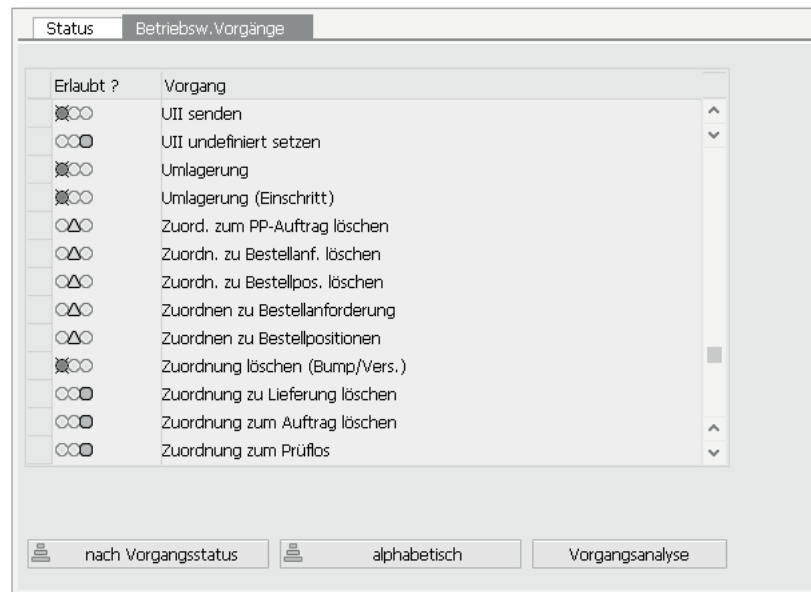 Status Betriebsw.Vorgänge
Erlaubt ? Vorgang
UII senden
UII undefiniert setzen
Umlagerung
Umlagerung (Einschritt)
Zuord. zum PP-Auftrag löschen
Zuordn. zu Bestellanf. löschen
Zuordn. zu Bestellpos. löschen
Zuordnen zu Bestellanforderung
Zuordnen zu Bestellpositionen
Zuordnung löschen (Bump/Vers.)
Zuordnung zu Lieferung löschen
Zuordnung zum Auftrag löschen
Zuordnung zum Prüflos
nach Vorgangsstatus alphabetisch Vorgangsanalyse